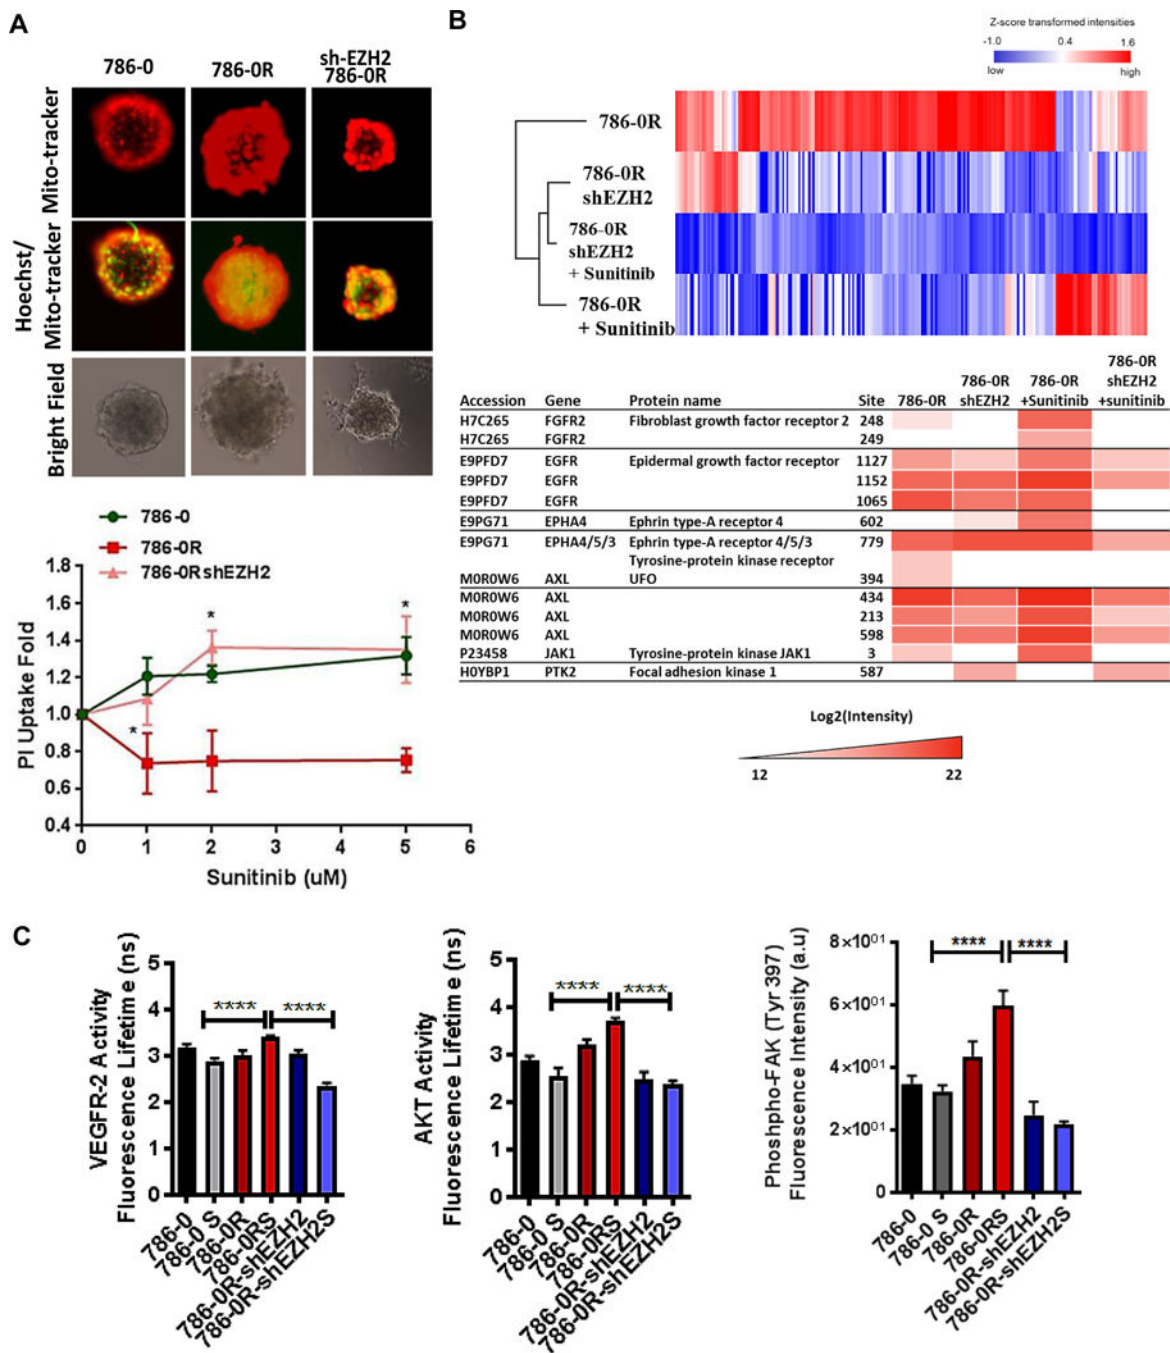 A
786-0
786-0R
sh-EZH2
786-0R
Mito-tracker
Hoechst/
Mito-tracker
Bright Field
786-0
786-0R
786-0RshEZH2
1.8
1.6
1.4
1.2
1.0
0.8
0.6
0.4
PI Uptake Fold
*
*
*
0 1 2 3 4 5 6
Sunitinib (uM)
B
Z-score transformed intensities
-1.0 0.4 1.6
low high
786-0R
786-0R
shEZH2
786-0R
shEZH2
+ Sunitinib
786-0R
+ Sunitinib
786-0R
786-0R 786-0R shEZH2
Accession Gene Protein name Site 786-0R shEZH2 +Sunitinib +sunitinib
H7C265 FGFR2 Fibroblast growth factor receptor 2 248
H7C265 FGFR2 249
E9PFD7 EGFR Epidermal growth factor receptor 1127
E9PFD7 EGFR 1152
E9PFD7 EGFR 1065
E9PG71 EPHA4 Ephrin type-A receptor 4 602
E9PG71 EPHA4/5/3 Ephrin type-A receptor 4/5/3 779
Tyrosine-protein kinase receptor
M0R0W6 AXL UFO 394
M0R0W6 AXL 434
M0R0W6 AXL 213
M0R0W6 AXL 598
P23458 JAK1 Tyrosine-protein kinase JAK1 3
H0YBP1 PTK2 Focal adhesion kinase 1 587
Log2(Intensity)
12 22
C
VEGFR-2 Activity
Fluorescence Lifetime (ns)
5
4
3
2
1
0
**** ****
786-0
786-0 S
786-0R
786-0RS
786-0R-shEZH2
786-0R-shEZH2S
AKT Activity
Fluorescence Lifetime (ns)
5
4
3
2
1
0
**** ****
786-0
786-0 S
786-0R
786-0RS
786-0R-shEZH2
786-0R-shEZH2S
Phoshpho-FAK (Tyr 397)
Fluorescence Intensity (a.u)
8×10⁰¹
6×10⁰¹
4×10⁰¹
2×10⁰¹
0
**** ****
786-0
786-0 S
786-0R
786-0RS
786-0R-shEZH2
786-0R-shEZH2S